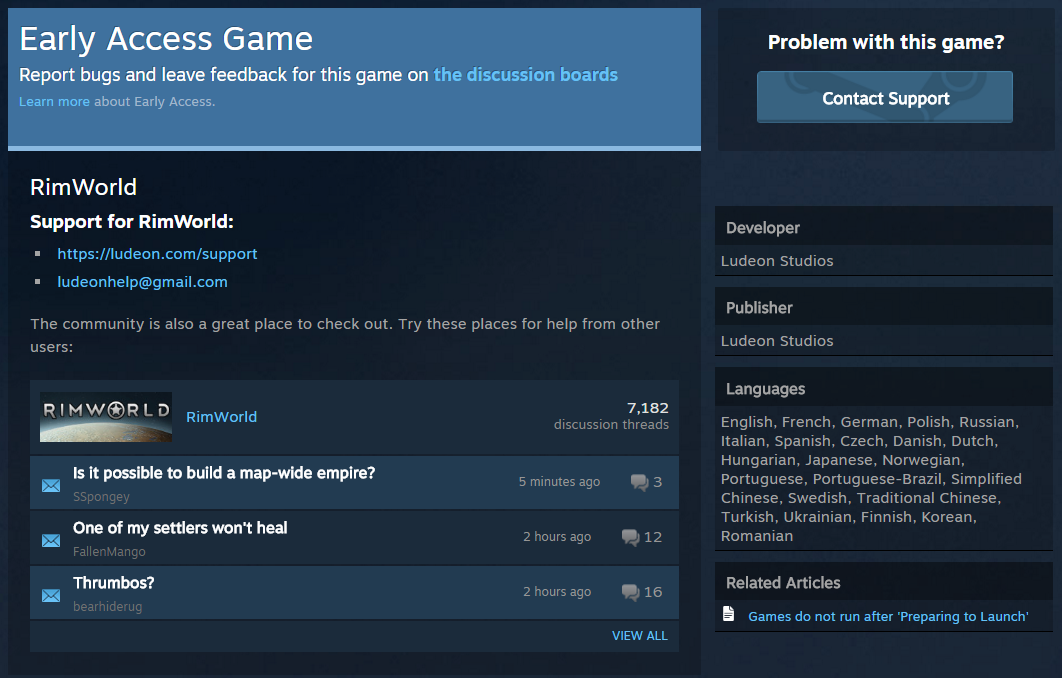 Early Access Game
Report bugs and leave feedback for this game on the discussion boards
Learn more about Early Access.
RimWorld
Support for RimWorld:
https://ludeon.com/support
ludeonhelp@gmail.com
The community is also a great place to check out. Try these places for help from other
users:
RIMWORLD
RimWorld
7,182
discussion threads
Is it possible to build a map-wide empire?
SSpongey
5 minutes ago
3
One of my settlers won't heal
FallenMango
2 hours ago
12
Thrumbos?
bearhiderug
2 hours ago
16
VIEW ALL
Problem with this game?
Contact Support
Developer
Ludeon Studios
Publisher
Ludeon Studios
Languages
English, French, German, Polish, Russian,
Italian, Spanish, Czech, Danish, Dutch,
Hungarian, Japanese, Norwegian,
Portuguese, Portuguese-Brazil, Simplified
Chinese, Swedish, Traditional Chinese,
Turkish, Ukrainian, Finnish, Korean,
Romanian
Related Articles
Games do not run after 'Preparing to Launch'